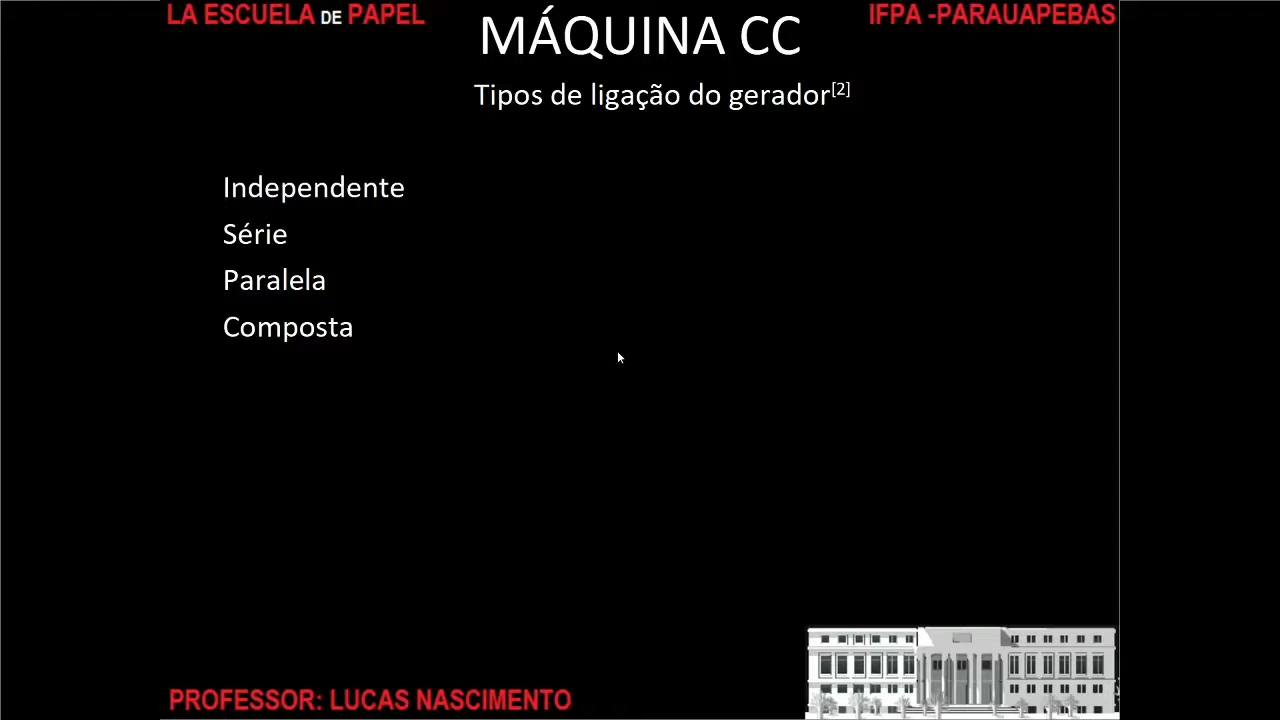 LA ESCUELA DE PAPEL
IFPA -PARAUAPEBAS
MÁQUINA CC
Tipos de ligação do gerador[2]
Independente
Série
Paralela
Composta
PROFESSOR: LUCAS NASCIMENTO